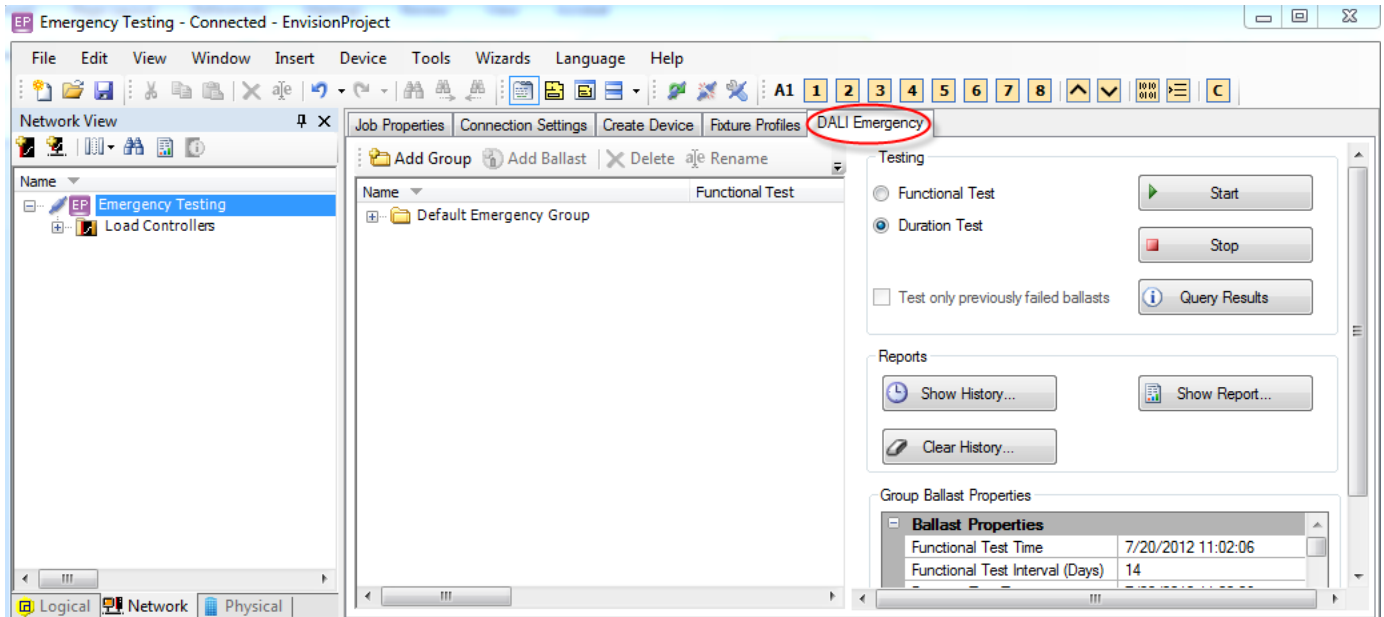 EP Emergency Testing - Connected - EnvisionProject
File Edit View Window Insert Device Tools Wizards Language Help
A1 1 2 3 4 5 6 7 8 C
Network View
Job Properties Connection Settings Create Device Fixture Profiles DALI Emergency
Add Group Add Ballast Delete Rename
Name
EP Emergency Testing
Load Controllers
Name Functional Test
Default Emergency Group
Testing
Functional Test
Start
Duration Test
Stop
Test only previously failed ballasts
Query Results
Reports
Show History...
Show Report...
Clear History...
Group Ballast Properties
Ballast Properties
Functional Test Time 7/20/2012 11:02:06
Functional Test Interval (Days) 14
Logical Network Physical